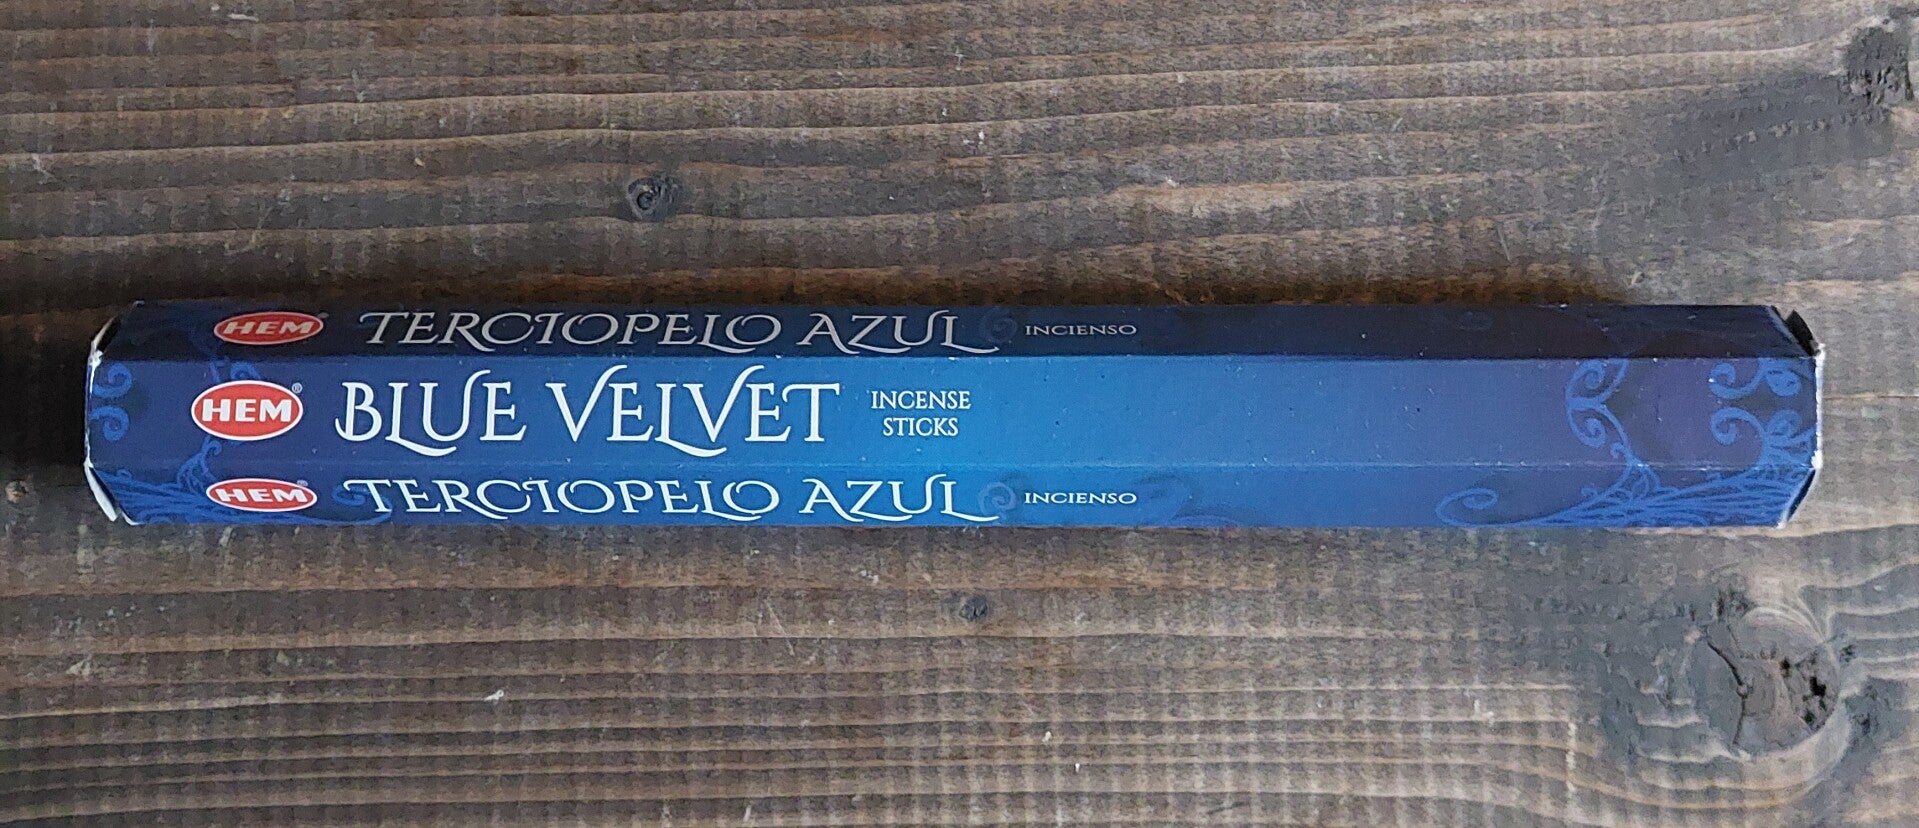 HEM TERCIOPELO AZUL INCIENSO
HEM® BLUE VELVET INCENSE
STICKS
HEM® TERCIOPELO AZUL INCIENSO